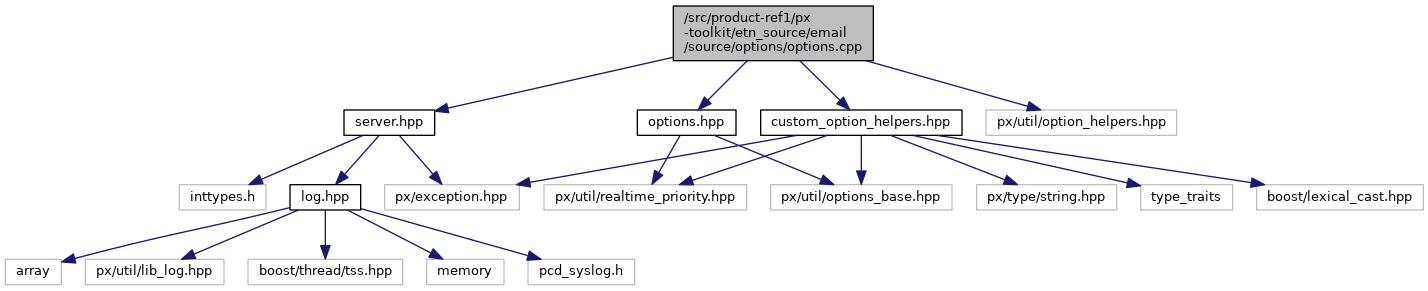 /src/product-ref1/px
-toolkit/etn_source/email
/source/options/options.cpp
server.hpp
options.hpp
custom_option_helpers.hpp
px/util/option_helpers.hpp
inttypes.h
log.hpp
px/exception.hpp
px/util/realtime_priority.hpp
px/util/options_base.hpp
px/type/string.hpp
type_traits
boost/lexical_cast.hpp
array
px/util/lib_log.hpp
boost/thread/tss.hpp
memory
pcd_syslog.h